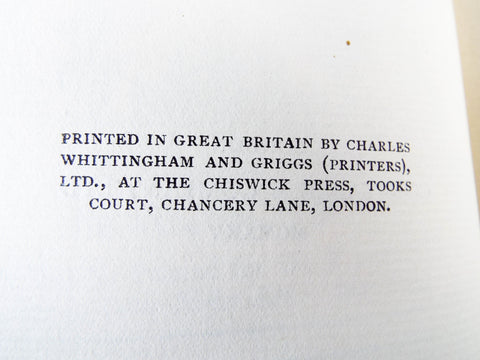 PRINTED IN GREAT BRITAIN BY CHARLES
WHITTINGHAM AND GRIGGS (PRINTERS),
LTD., AT THE CHISWICK PRESS, TOOKS
COURT, CHANCERY LANE, LONDON.